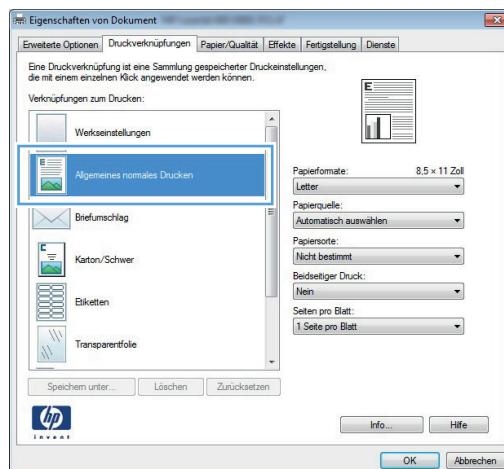 Eigenschaften von Dokument
Erweiterte Optionen Druckverknüpfungen Papier/Qualität Effekte Fertigstellung Dienste
Eine Druckverknüpfung ist eine Sammlung gespeicherter Druckeinstellungen,
die mit einem einzelnen Klick angewendet werden können.
Verknüpfungen zum Drucken:
Werkseinstellungen
Allgemeines normales Drucken
Briefumschlag
Karton/Schwer
Etiketten
Transparentfolie
Speichern unter... Löschen Zurücksetzen
E
Papierformate: 8,5 × 11 Zoll
Letter
Papierquelle:
Automatisch auswählen
Papiersorte:
Nicht bestimmt
Beidseitiger Druck:
Nein
Seiten pro Blatt:
1 Seite pro Blatt
hp
invent
Info... Hilfe
OK Abbrechen